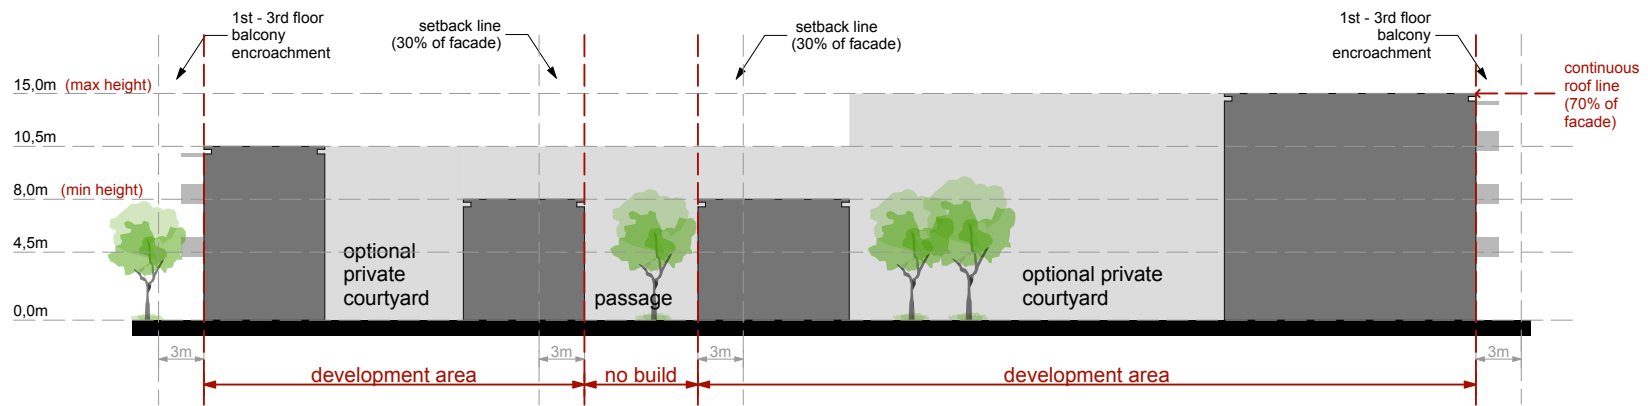 1st - 3rd floor
balcony
encroachment
setback line
(30% of facade)
setback line
(30% of facade)
1st - 3rd floor
balcony
encroachment
continuous
roof line
(70% of
facade)
15,0m (max height)
10,5m
8,0m (min height)
4,5m
0,0m
optional
private
courtyard
passage
optional private
courtyard
3m
3m
3m
3m
development area
no build
development area